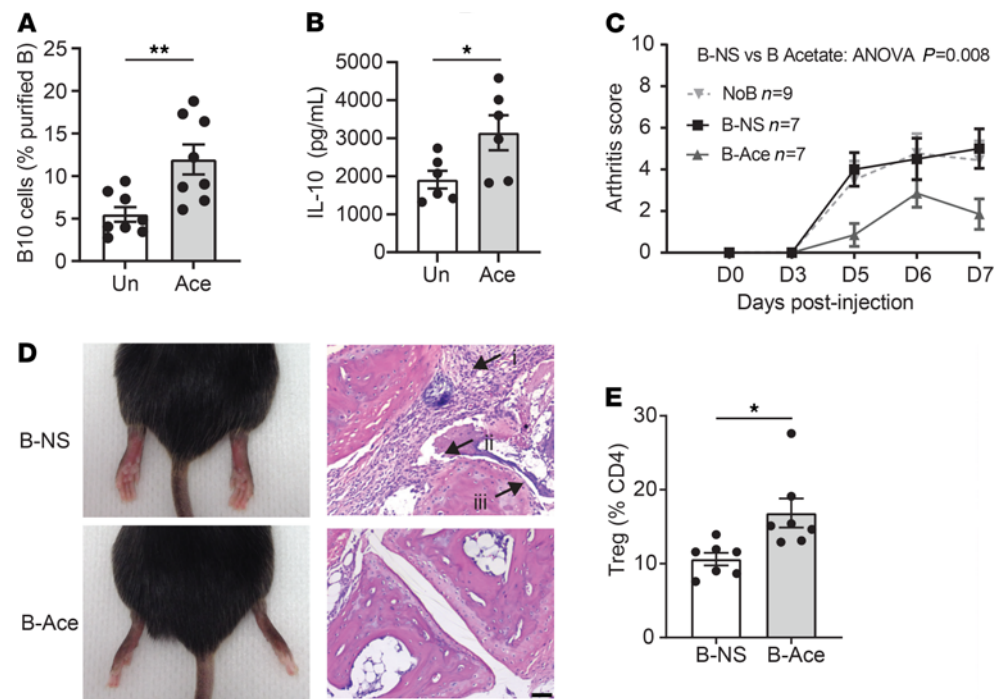 A
B10 cells (% purified B)
25
20
15
10
5
0
**
Un
Ace
B
IL-10 (pg/mL)
5000
4000
3000
2000
1000
0
*
Un
Ace
C
Arthritis score
10
8
6
4
2
0
B-NS vs B Acetate: ANOVA P=0.008
NoB n=9
B-NS n=7
B-Ace n=7
D0
D3
D5
D6
D7
Days post-injection
D
B-NS
i
ii
iii
*
B-Ace
E
Treg (% CD4)
30
20
10
0
*
B-NS
B-Ace